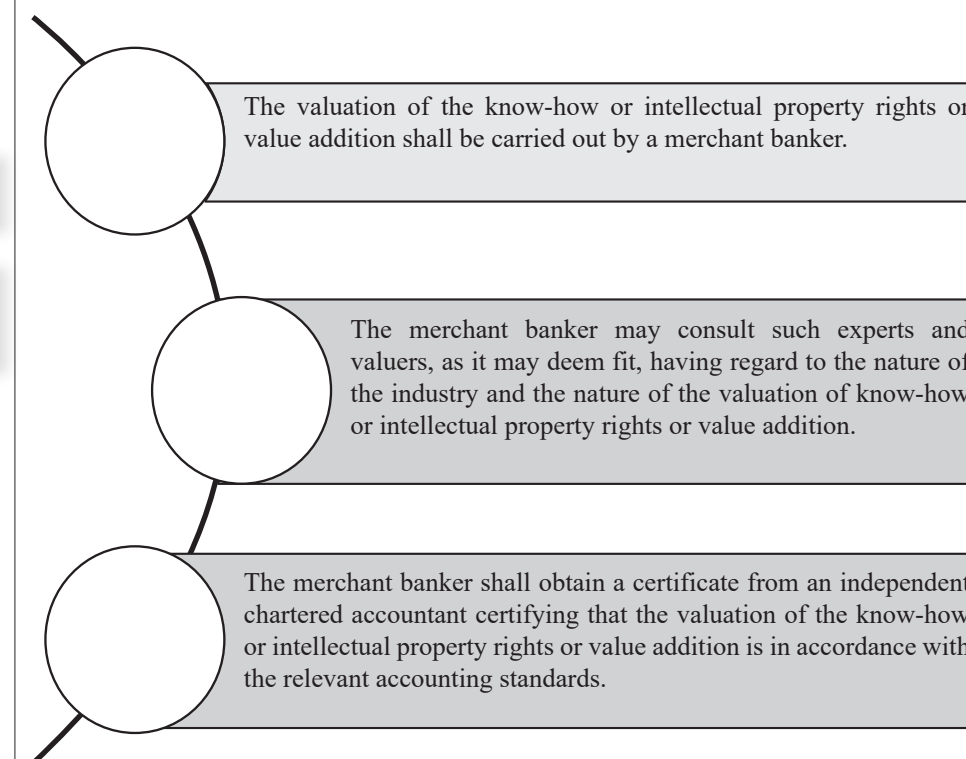 The valuation of the know-how or intellectual property rights or
value addition shall be carried out by a merchant banker.
The merchant banker may consult such experts and
valuers, as it may deem fit, having regard to the nature of
the industry and the nature of the valuation of know-how
or intellectual property rights or value addition.
The merchant banker shall obtain a certificate from an independent
chartered accountant certifying that the valuation of the know-how
or intellectual property rights or value addition is in accordance with
the relevant accounting standards.